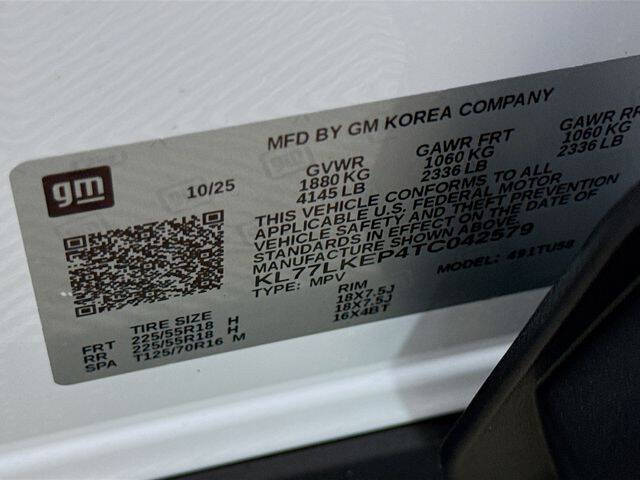 MFD BY GM KOREA COMPANY
gm
10/25
GVWR GAWR FRT GAWR RR
1880 KG 1060 KG 1060 KG
4145 LB 2336 LB 2336 LB
THIS VEHICLE CONFORMS TO ALL
APPLICABLE U.S. FEDERAL MOTOR
VEHICLE SAFETY AND THEFT PREVENTION
STANDARDS IN EFFECT ON THE DATE OF
MANUFACTURE SHOWN ABOVE.
KL77LKEP4TC042579
TYPE: MPV MODEL: 491TU58
TIRE SIZE RIM
FRT 225/55R18 H 18X7.5J
RR 225/55R18 H 18X7.5J
SPA T125/70R16 M 16X4BT